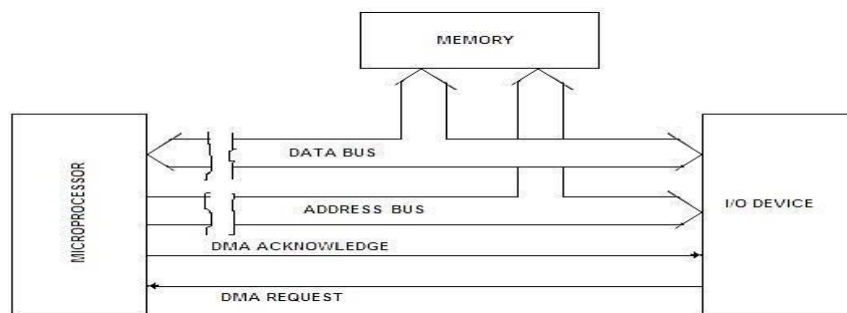 MEMORY
DATA BUS
MICROPROCESSOR
ADDRESS BUS
I/O DEVICE
DMA ACKNOWLEDGE
DMA REQUEST